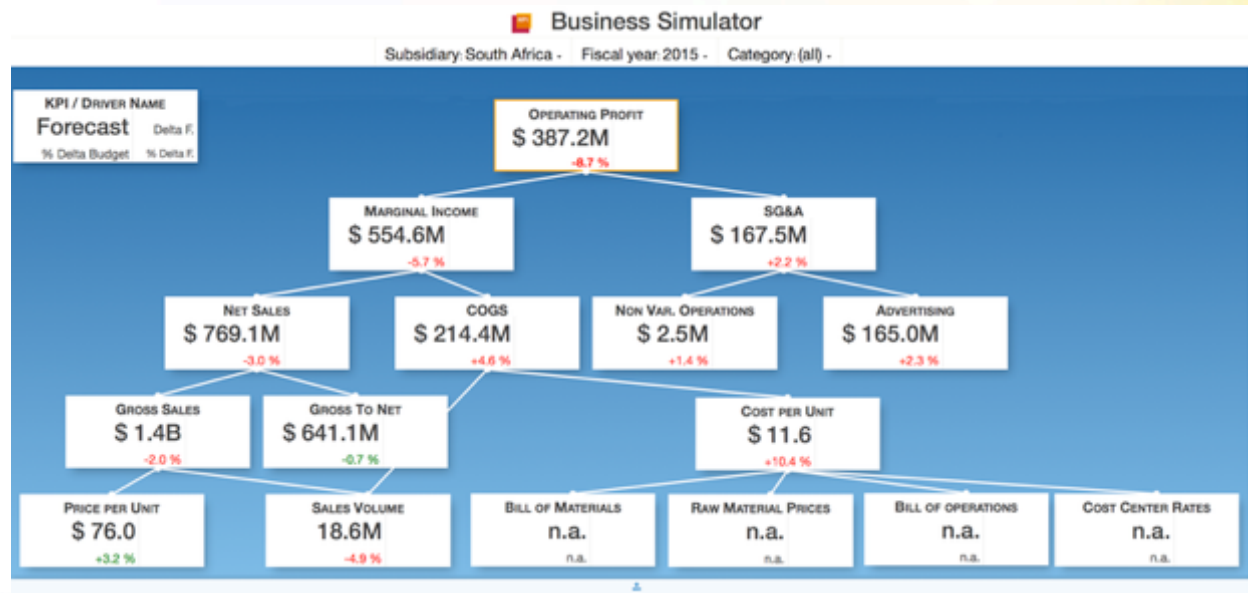 Business Simulator
Subsidiary: South Africa - Fiscal year: 2015 - Category: (all) -
KPI / DRIVER NAME
Forecast Delta F.
% Delta Budget % Delta F.
OPERATING PROFIT
$ 387.2M
-8.7 %
MARGINAL INCOME
$ 554.6M
-5.7 %
SG&A
$ 167.5M
+2.2 %
NET SALES
$ 769.1M
-3.0 %
COGS
$ 214.4M
+4.6 %
NON VAR. OPERATIONS
$ 2.5M
+1.4 %
ADVERTISING
$ 165.0M
+2.3 %
GROSS SALES
$ 1.4B
-2.0 %
GROSS TO NET
$ 641.1M
-0.7 %
COST PER UNIT
$ 11.6
+10.4 %
PRICE PER UNIT
$ 76.0
+3.2 %
SALES VOLUME
18.6M
-4.9 %
BILL OF MATERIALS
n.a.
n.a.
RAW MATERIAL PRICES
n.a.
n.a.
BILL OF OPERATIONS
n.a.
n.a.
COST CENTER RATES
n.a.
n.a.